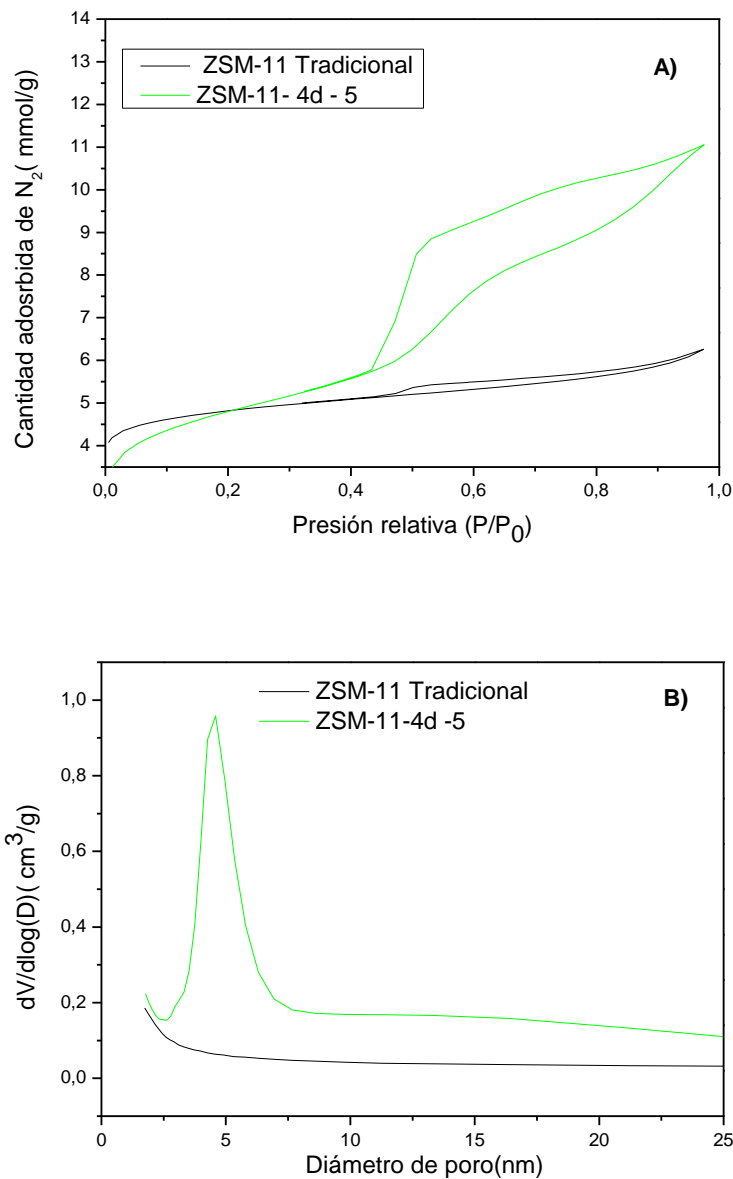 14
13
12
11
10
9
8
7
6
5
4
Cantidad adosrbida de N2( mmol/g)
ZSM-11 Tradicional
ZSM-11- 4d - 5
A)
0,0 0,2 0,4 0,6 0,8 1,0
Presión relativa (P/P0)
1,0
0,8
0,6
0,4
0,2
0,0
dV/dlog(D)( cm3/g)
ZSM-11 Tradicional
ZSM-11-4d -5
B)
0 5 10 15 20 25
Diámetro de poro(nm)